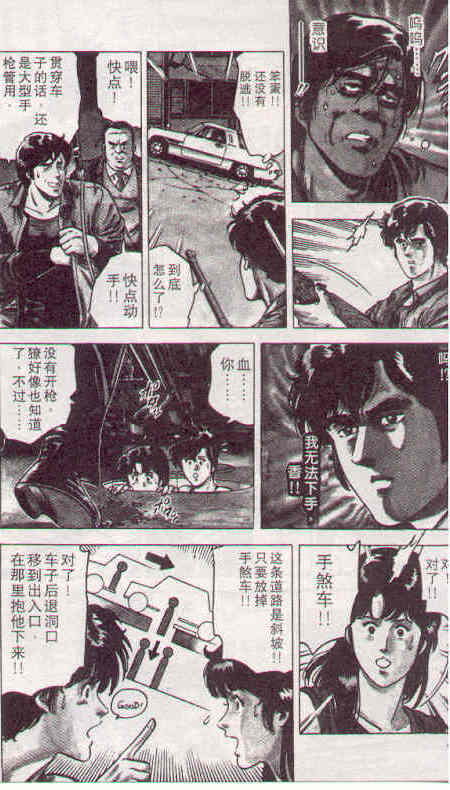 呜呜……
意识
笨蛋!!
还没有
脱逃!!
到底
怎么了!?
喂!
快点!
快点动
手!!
贯穿车
子的话,还
是大型手
枪管用.
呜!?
我无法下手,
香!!
血……
你……
没有开枪.
獠好像也知道
了,不过……
对!
对了!!
手煞车!!
这条道路是斜坡!!
只要放掉
手煞车!!
GOOD!
对了!
车子后退洞口
移到出入口.
在那里抱他下来!!